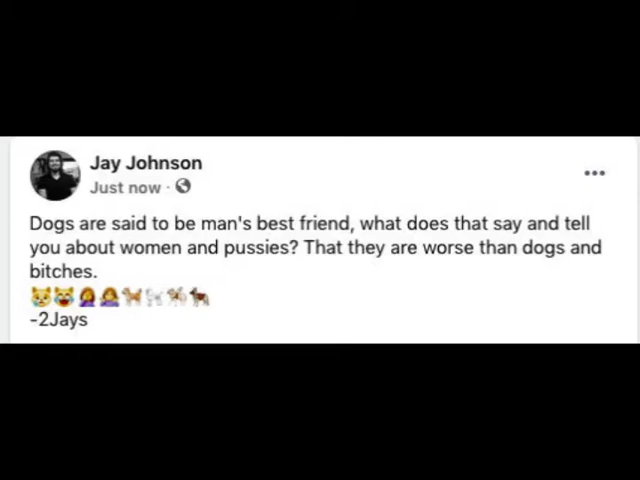 Jay Johnson
Just now ·
Dogs are said to be man's best friend, what does that say and tell
you about women and pussies? That they are worse than dogs and
bitches.
😿😹🤦‍♀️🙇‍♀️🐕🐩🐕‍🦺🐕‍🦺
-2Jays